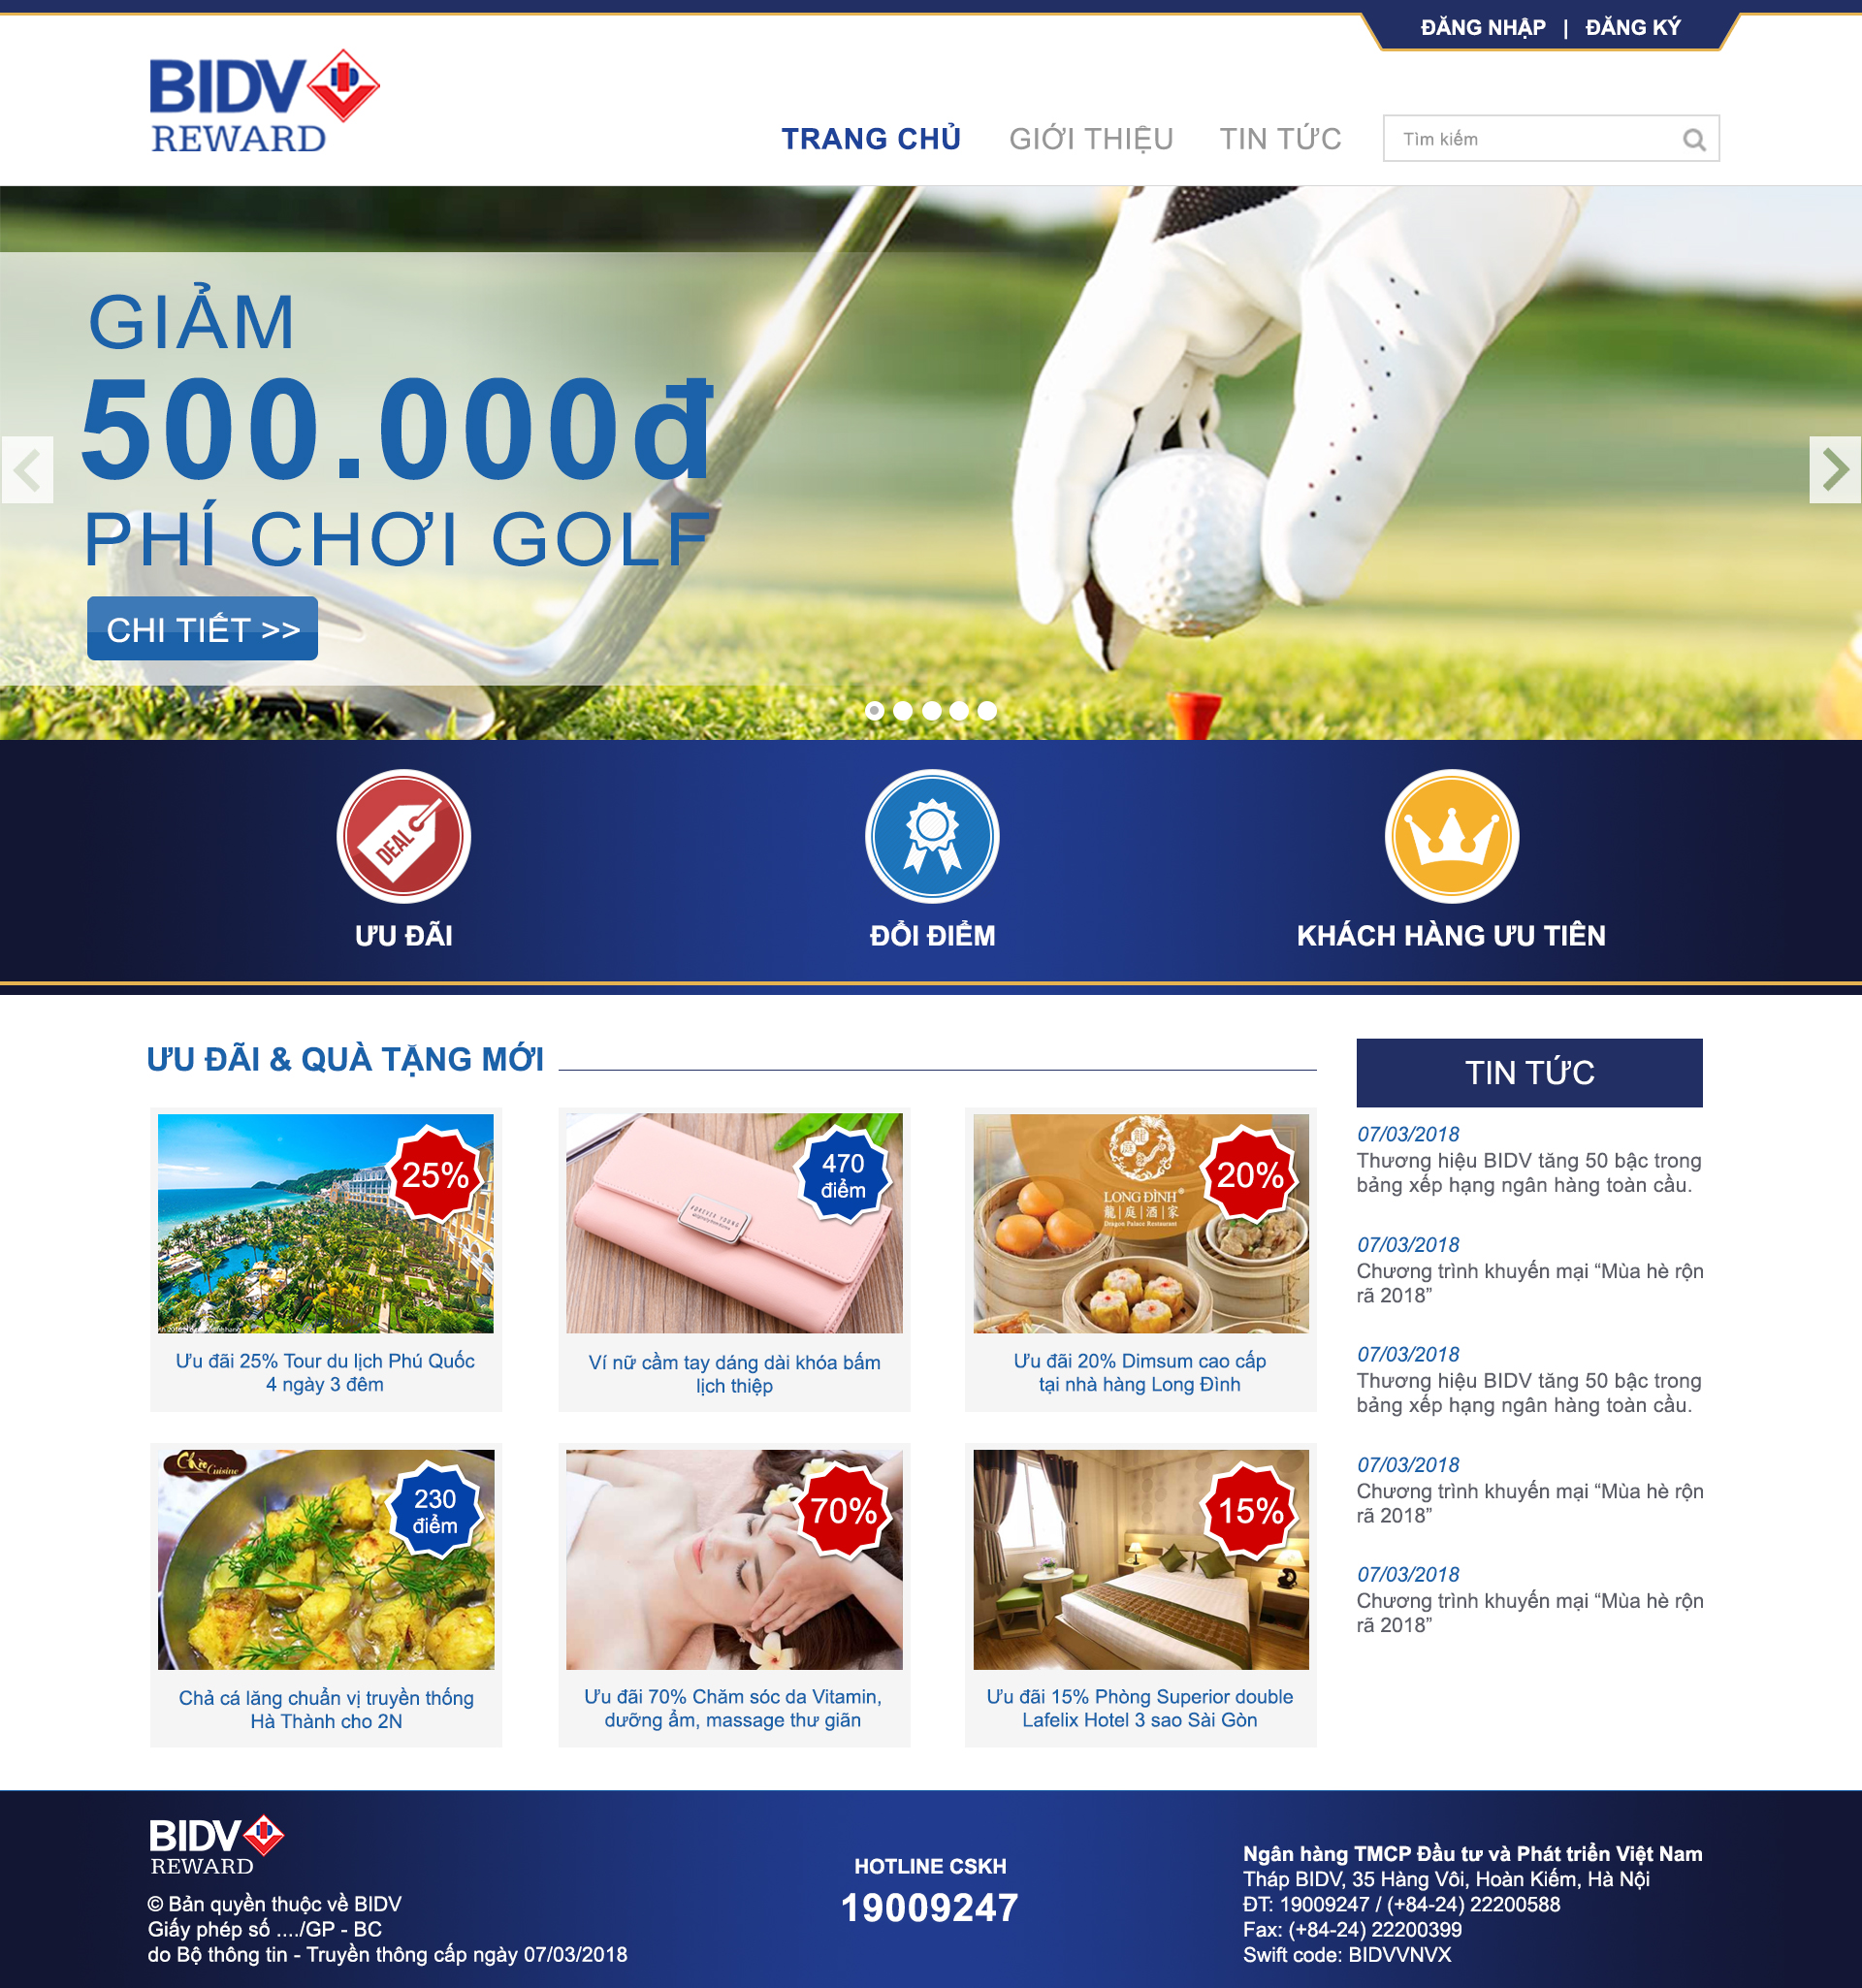 ĐĂNG NHẬP | ĐĂNG KÝ
BIDV
REWARD
TRANG CHỦ GIỚI THIỆU TIN TỨC Tìm kiếm
GIẢM
500.000đ
PHÍ CHƠI GOLF
CHI TIẾT >>
DEAL
ƯU ĐÃI
ĐỔI ĐIỂM
KHÁCH HÀNG ƯU TIÊN
ƯU ĐÃI & QUÀ TẶNG MỚI
25%
Ưu đãi 25% Tour du lịch Phú Quốc
4 ngày 3 đêm
470
điểm
FOREVER YOUNG
Ví nữ cầm tay dáng dài khóa bấm
lịch thiệp
20%
LONG ĐÌNH®
龍|庭|酒|家
Dragon Palace Restaurant
Ưu đãi 20% Dimsum cao cấp
tại nhà hàng Long Đình
Cuisine
230
điểm
Chả cá lăng chuẩn vị truyền thống
Hà Thành cho 2N
70%
Ưu đãi 70% Chăm sóc da Vitamin,
dưỡng ẩm, massage thư giãn
15%
Ưu đãi 15% Phòng Superior double
Lafelix Hotel 3 sao Sài Gòn
TIN TỨC
07/03/2018
Thương hiệu BIDV tăng 50 bậc trong
bảng xếp hạng ngân hàng toàn cầu.
07/03/2018
Chương trình khuyến mại “Mùa hè rộn
rã 2018”
07/03/2018
Thương hiệu BIDV tăng 50 bậc trong
bảng xếp hạng ngân hàng toàn cầu.
07/03/2018
Chương trình khuyến mại “Mùa hè rộn
rã 2018”
07/03/2018
Chương trình khuyến mại “Mùa hè rộn
rã 2018”
BIDV
REWARD
© Bản quyền thuộc về BIDV
Giấy phép số ..../GP - BC
do Bộ thông tin - Truyền thông cấp ngày 07/03/2018
HOTLINE CSKH
19009247
Ngân hàng TMCP Đầu tư và Phát triển Việt Nam
Tháp BIDV, 35 Hàng Vôi, Hoàn Kiếm, Hà Nội
ĐT: 19009247 / (+84-24) 22200588
Fax: (+84-24) 22200399
Swift code: BIDVVNVX